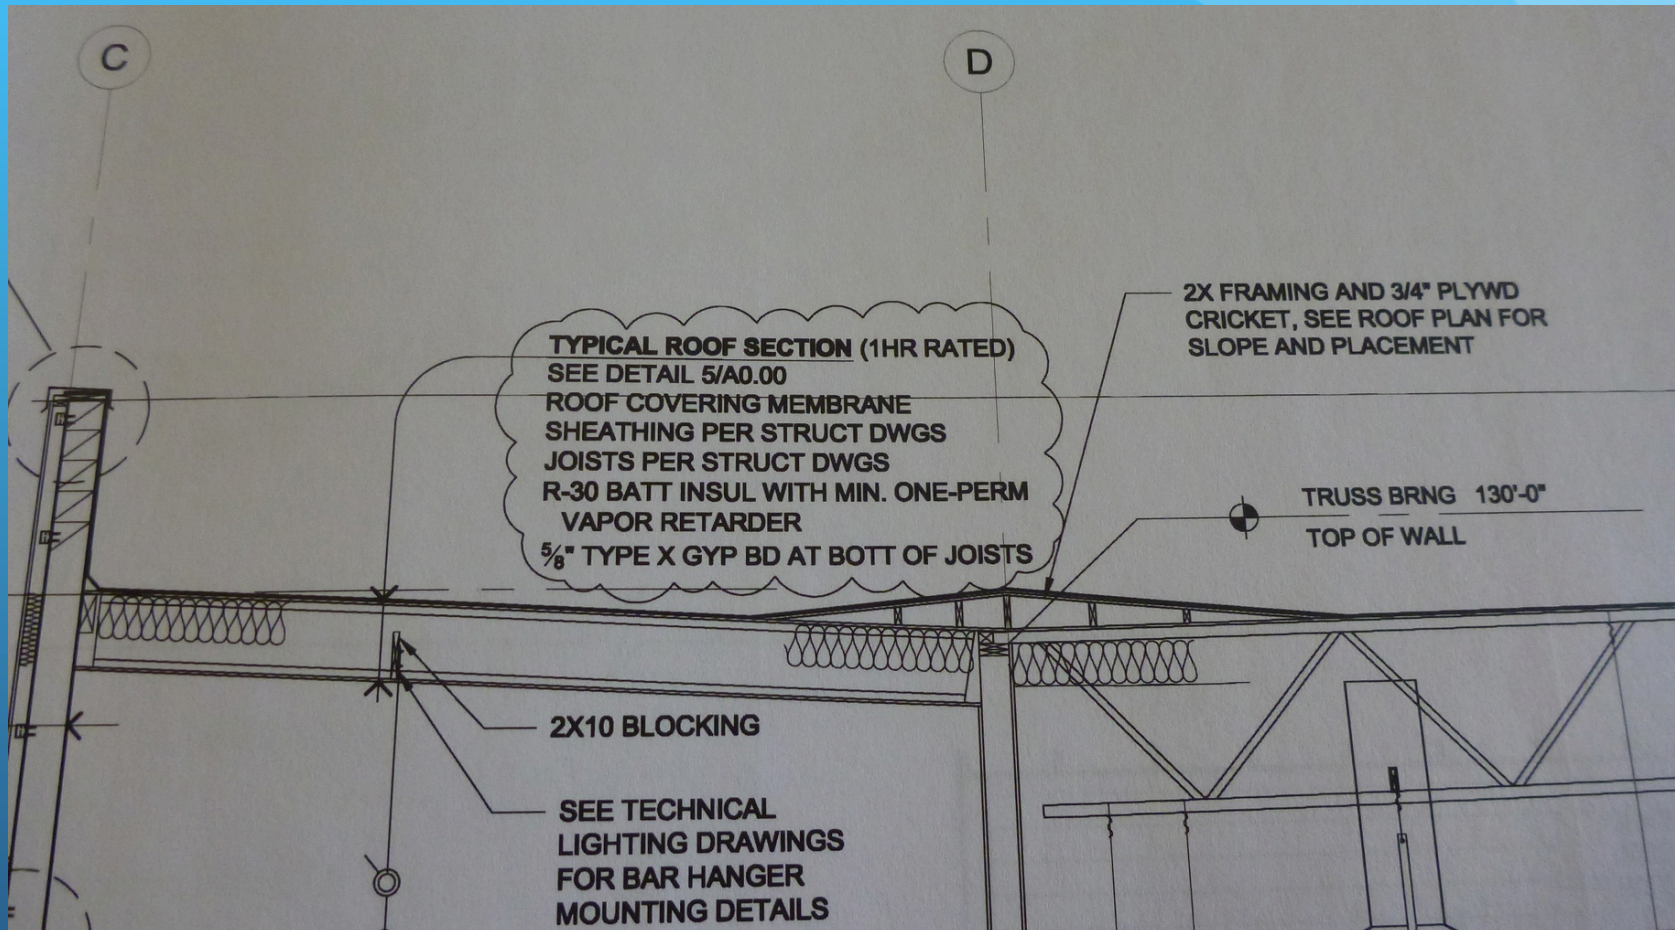 C
D
TYPICAL ROOF SECTION (1HR RATED)
SEE DETAIL 5/A0.00
ROOF COVERING MEMBRANE
SHEATHING PER STRUCT DWGS
JOISTS PER STRUCT DWGS
R-30 BATT INSUL WITH MIN. ONE-PERM
VAPOR RETARDER
⅝" TYPE X GYP BD AT BOTT OF JOISTS
2X FRAMING AND 3/4" PLYWD
CRICKET, SEE ROOF PLAN FOR
SLOPE AND PLACEMENT
TRUSS BRNG 130'-0"
TOP OF WALL
2X10 BLOCKING
SEE TECHNICAL
LIGHTING DRAWINGS
FOR BAR HANGER
MOUNTING DETAILS